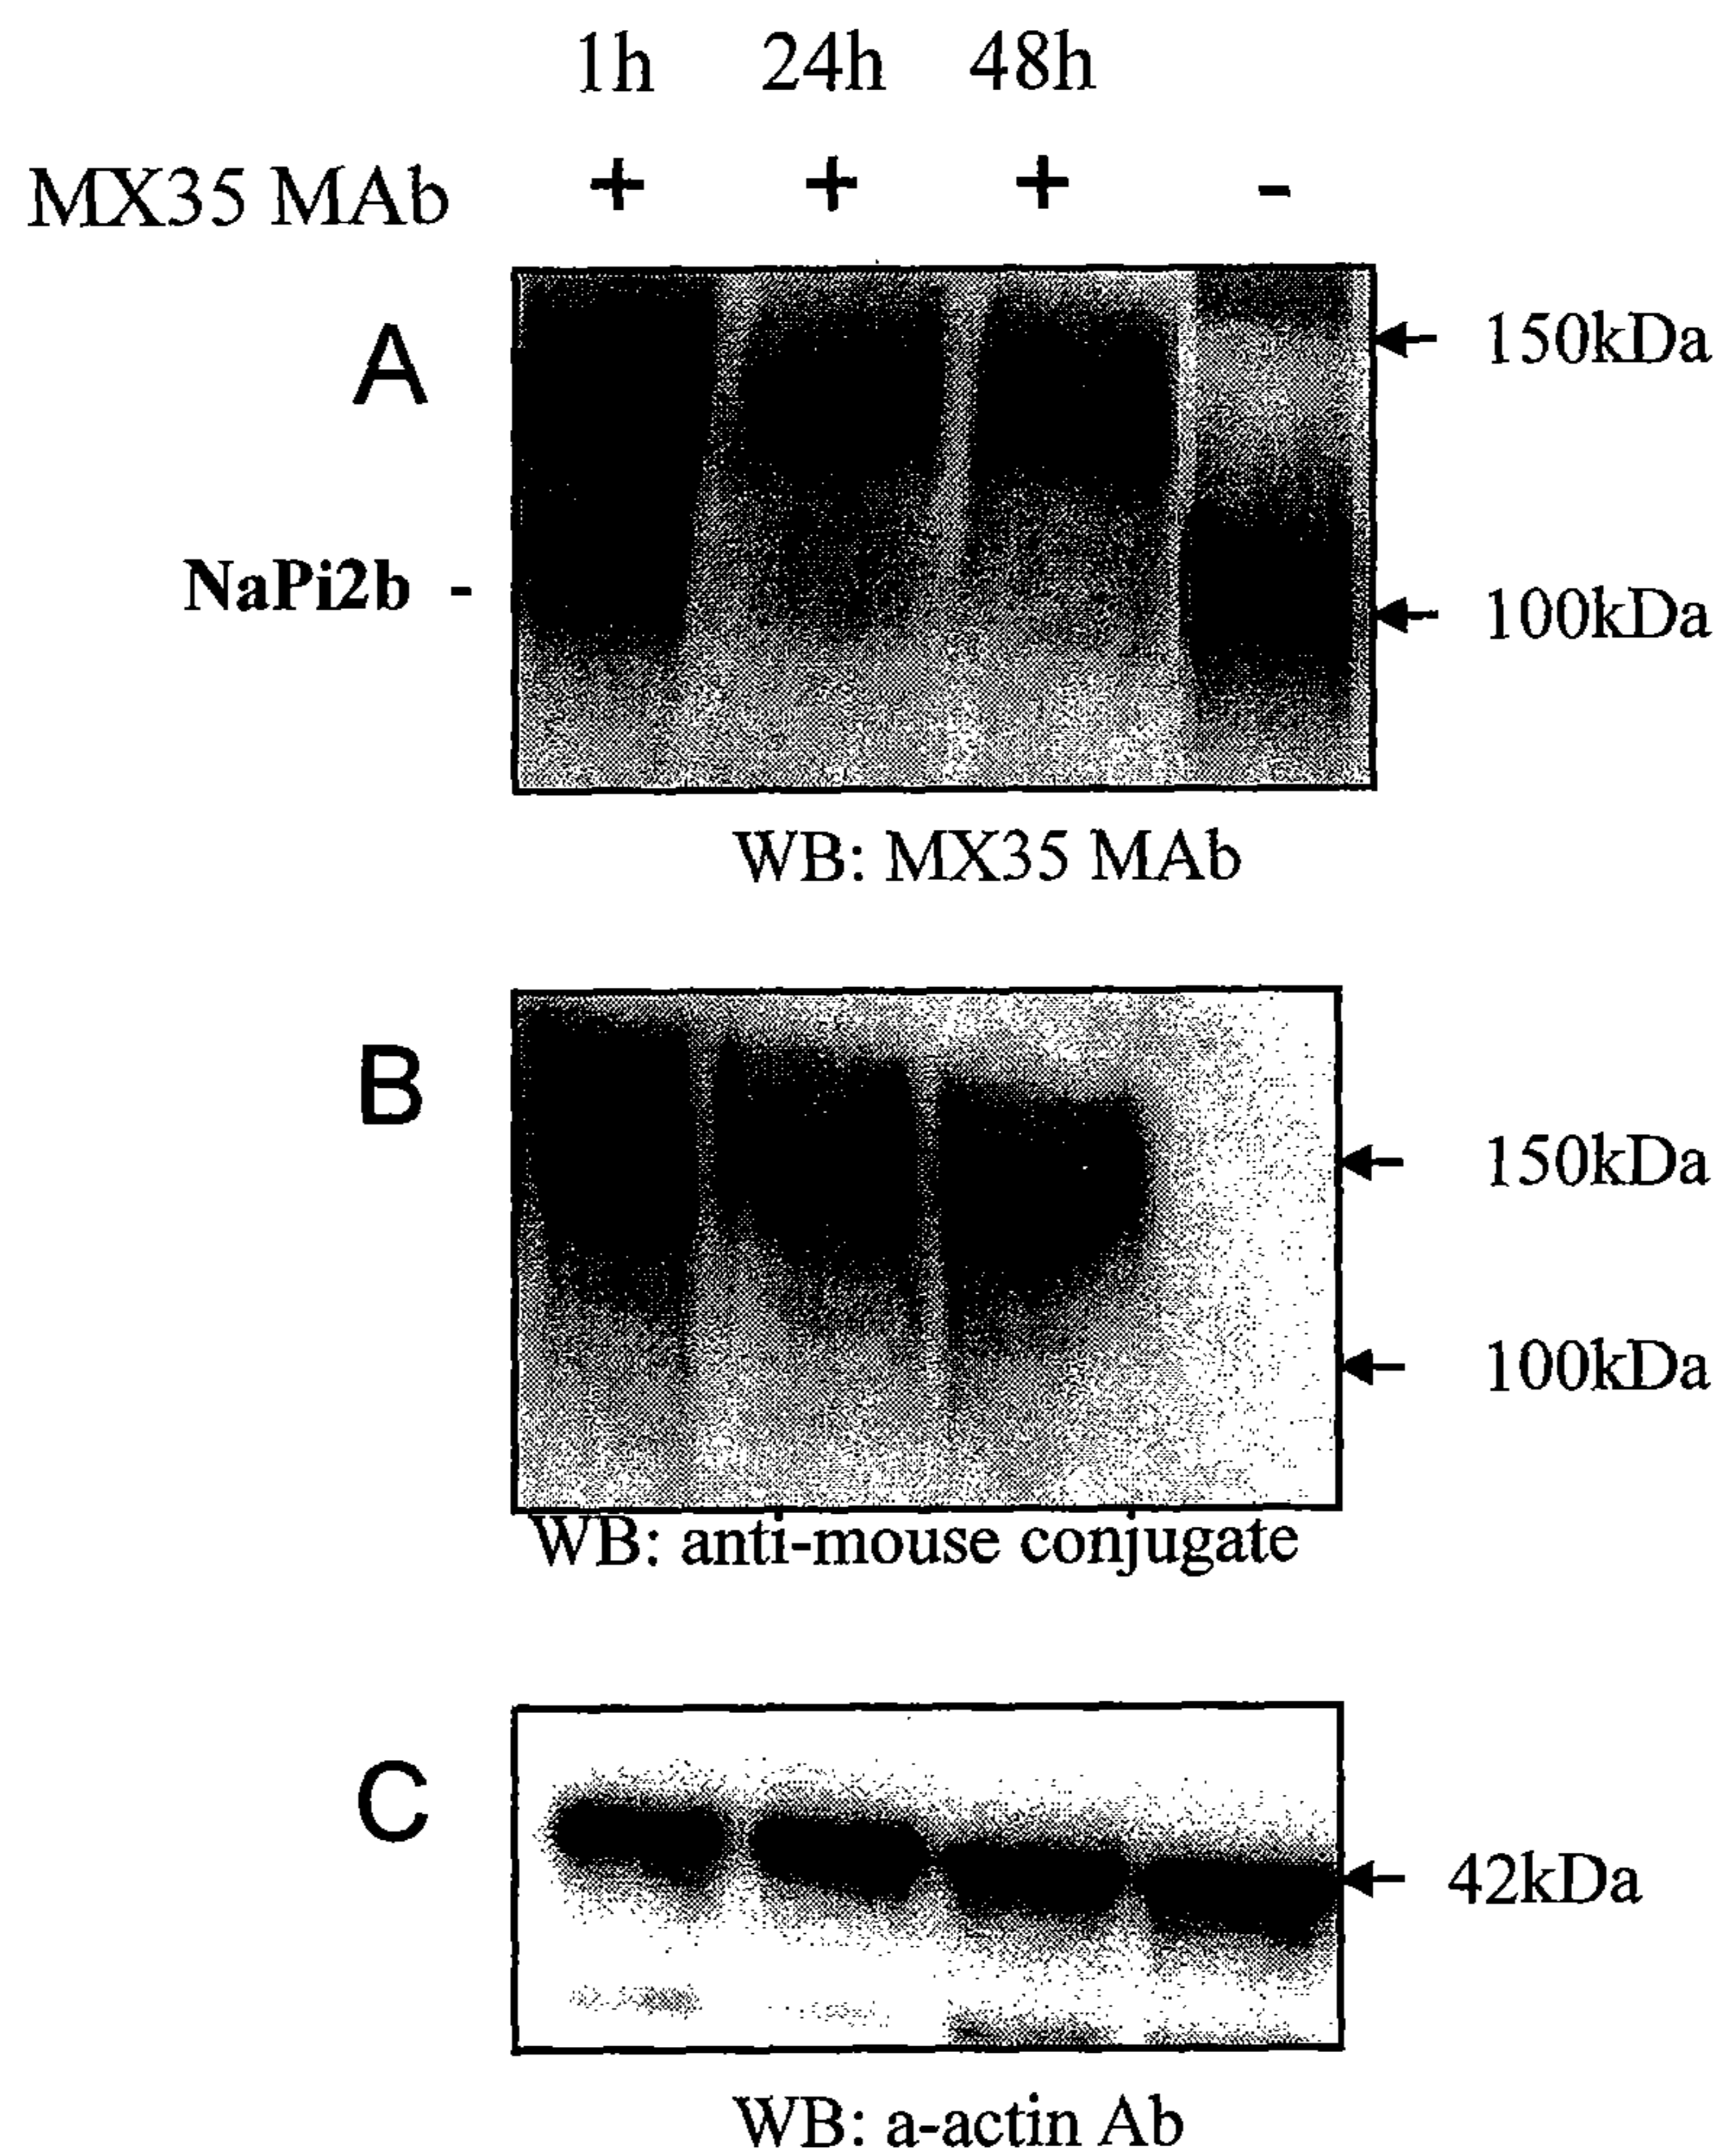 1h 24h 48h
MX35 MAb + + + -
A
150kDa
NaPi2b -
100kDa
WB: MX35 MAb
B
150kDa
100kDa
WB: anti-mouse conjugate
C
42kDa
WB: a-actin Ab